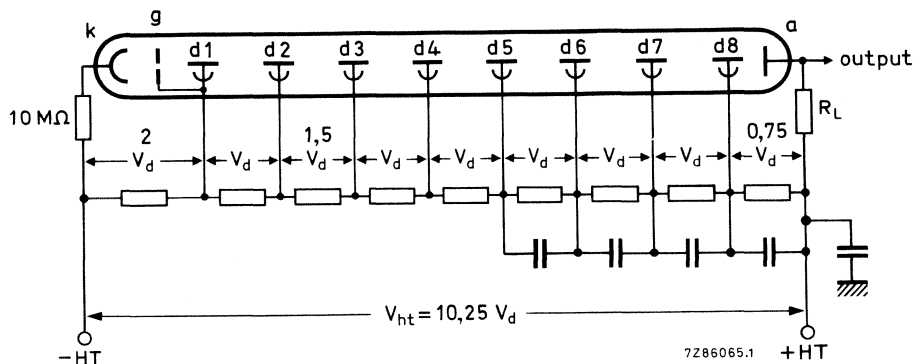 k g a
d1 d2 d3 d4 d5 d6 d7 d8
output
10 MΩ
R_L
2 1,5 0,75
V_d V_d V_d V_d V_d V_d V_d V_d V_d
V_ht = 10,25 V_d
−HT 7Z86065.1 +HT